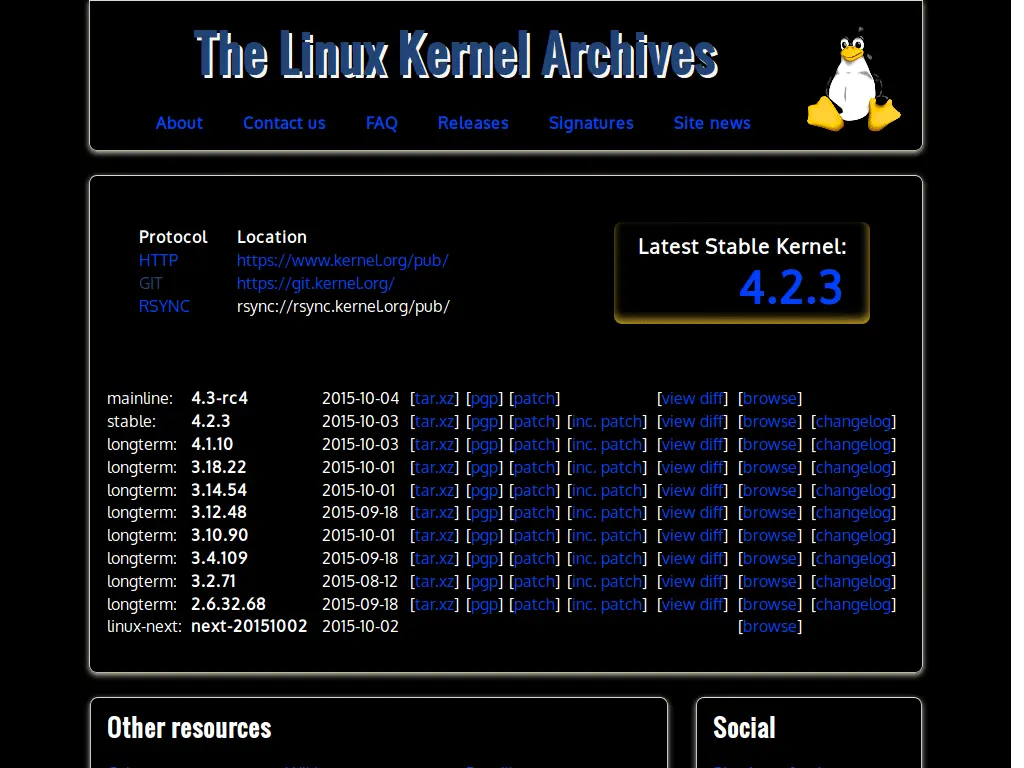 The Linux Kernel Archives
About Contact us FAQ Releases Signatures Site news
Protocol Location
HTTP https://www.kernel.org/pub/
GIT https://git.kernel.org/
RSYNC rsync://rsync.kernel.org/pub/
Latest Stable Kernel:
4.2.3
mainline: 4.3-rc4 2015-10-04 [tar.xz] [pgp] [patch] [view diff] [browse]
stable: 4.2.3 2015-10-03 [tar.xz] [pgp] [patch] [inc. patch] [view diff] [browse] [changelog]
longterm: 4.1.10 2015-10-03 [tar.xz] [pgp] [patch] [inc. patch] [view diff] [browse] [changelog]
longterm: 3.18.22 2015-10-01 [tar.xz] [pgp] [patch] [inc. patch] [view diff] [browse] [changelog]
longterm: 3.14.54 2015-10-01 [tar.xz] [pgp] [patch] [inc. patch] [view diff] [browse] [changelog]
longterm: 3.12.48 2015-09-18 [tar.xz] [pgp] [patch] [inc. patch] [view diff] [browse] [changelog]
longterm: 3.10.90 2015-10-01 [tar.xz] [pgp] [patch] [inc. patch] [view diff] [browse] [changelog]
longterm: 3.4.109 2015-09-18 [tar.xz] [pgp] [patch] [inc. patch] [view diff] [browse] [changelog]
longterm: 3.2.71 2015-08-12 [tar.xz] [pgp] [patch] [inc. patch] [view diff] [browse] [changelog]
longterm: 2.6.32.68 2015-09-18 [tar.xz] [pgp] [patch] [inc. patch] [view diff] [browse] [changelog]
linux-next: next-20151002 2015-10-02 [browse]
Other resources
Social